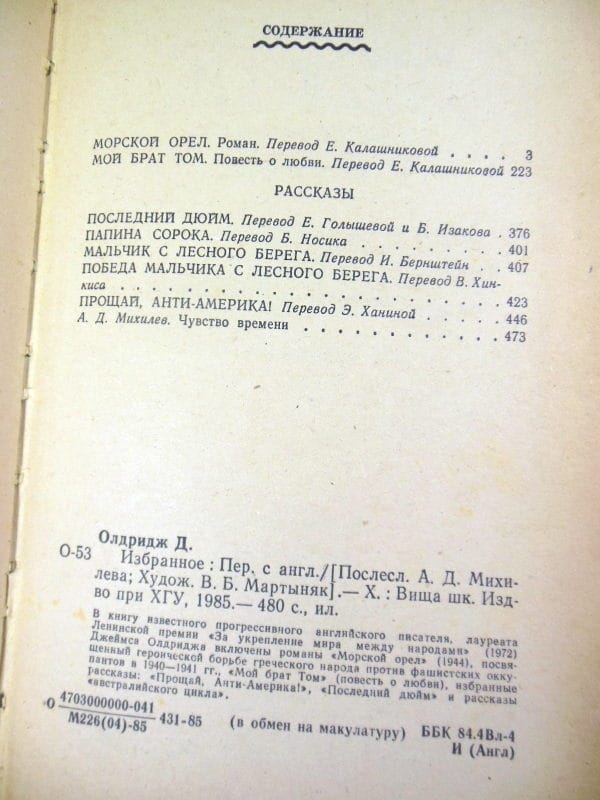 СОДЕРЖАНИЕ
МОРСКОЙ ОРЕЛ. Роман. Перевод Е. Калашниковой . . . . 3
МОЙ БРАТ ТОМ. Повесть о любви. Перевод Е. Калашниковой 223
РАССКАЗЫ
ПОСЛЕДНИЙ ДЮЙМ. Перевод Е. Голышевой и Б. Изакова . 376
ПАПИНА СОРОКА. Перевод Б. Носика . . . . . . . . . 401
МАЛЬЧИК С ЛЕСНОГО БЕРЕГА. Перевод И. Бернштейн . . 407
ПОБЕДА МАЛЬЧИКА С ЛЕСНОГО БЕРЕГА. Перевод В. Хин-
киса . . . . . . . . . . . . . . . . . . . 423
ПРОЩАЙ, АНТИ-АМЕРИКА! Перевод Э. Ханиной . . . . . 446
А. Д. Михилев. Чувство времени . . . . . . . . . . 473
Олдридж Д.
О-53 Избранное : Пер. с англ./[Послесл. А. Д. Михи-
лева; Худож. В. Б. Мартыняк].— Х. : Вища шк. Изд-
во при ХГУ, 1985.— 480 с., ил.
В книгу известного прогрессивного английского писателя, лауреата
Ленинской премии «За укрепление мира между народами» (1972)
Джеймса Олдриджа включены романы «Морской орел» (1944), посвя-
щенный героической борьбе греческого народа против фашистских окку-
пантов в 1940—1941 гг., «Мой брат Том» (повесть о любви), избранные
рассказы: «Прощай, Анти-Америка!», «Последний дюйм» и рассказы
«австралийского цикла».
О 4703000000-041
М226(04)-85 431-85 (в обмен на макулатуру) ББК 84.4Вл-4
И (Англ)